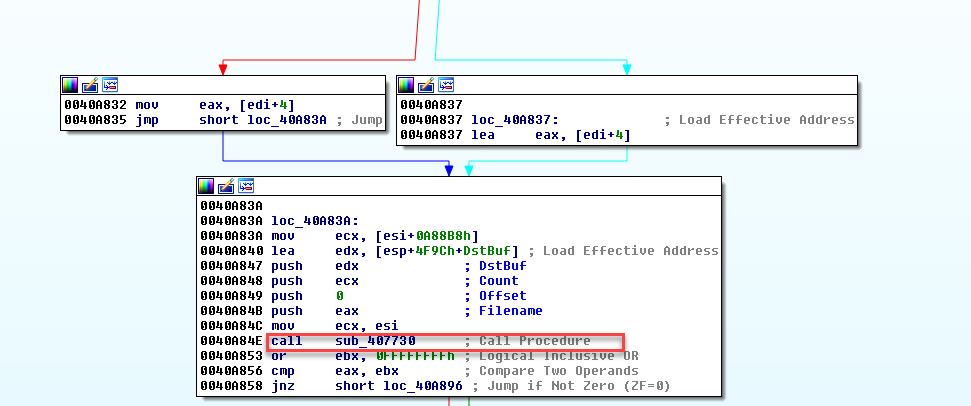 0040A832 mov     eax, [edi+4]
0040A835 jmp     short loc_40A83A ; Jump
0040A837
0040A837 loc_40A837:             ; Load Effective Address
0040A837 lea     eax, [edi+4]
0040A83A
0040A83A loc_40A83A:
0040A83A mov     ecx, [esi+0A88B8h]
0040A840 lea     edx, [esp+4F9Ch+DstBuf] ; Load Effective Address
0040A847 push    edx             ; DstBuf
0040A848 push    ecx             ; Count
0040A849 push    0               ; Offset
0040A84B push    eax             ; Filename
0040A84C mov     ecx, esi
0040A84E call    sub_407730      ; Call Procedure
0040A853 or      ebx, 0FFFFFFFFh ; Logical Inclusive OR
0040A856 cmp     eax, ebx        ; Compare Two Operands
0040A858 jnz     short loc_40A896 ; Jump if Not Zero (ZF=0)